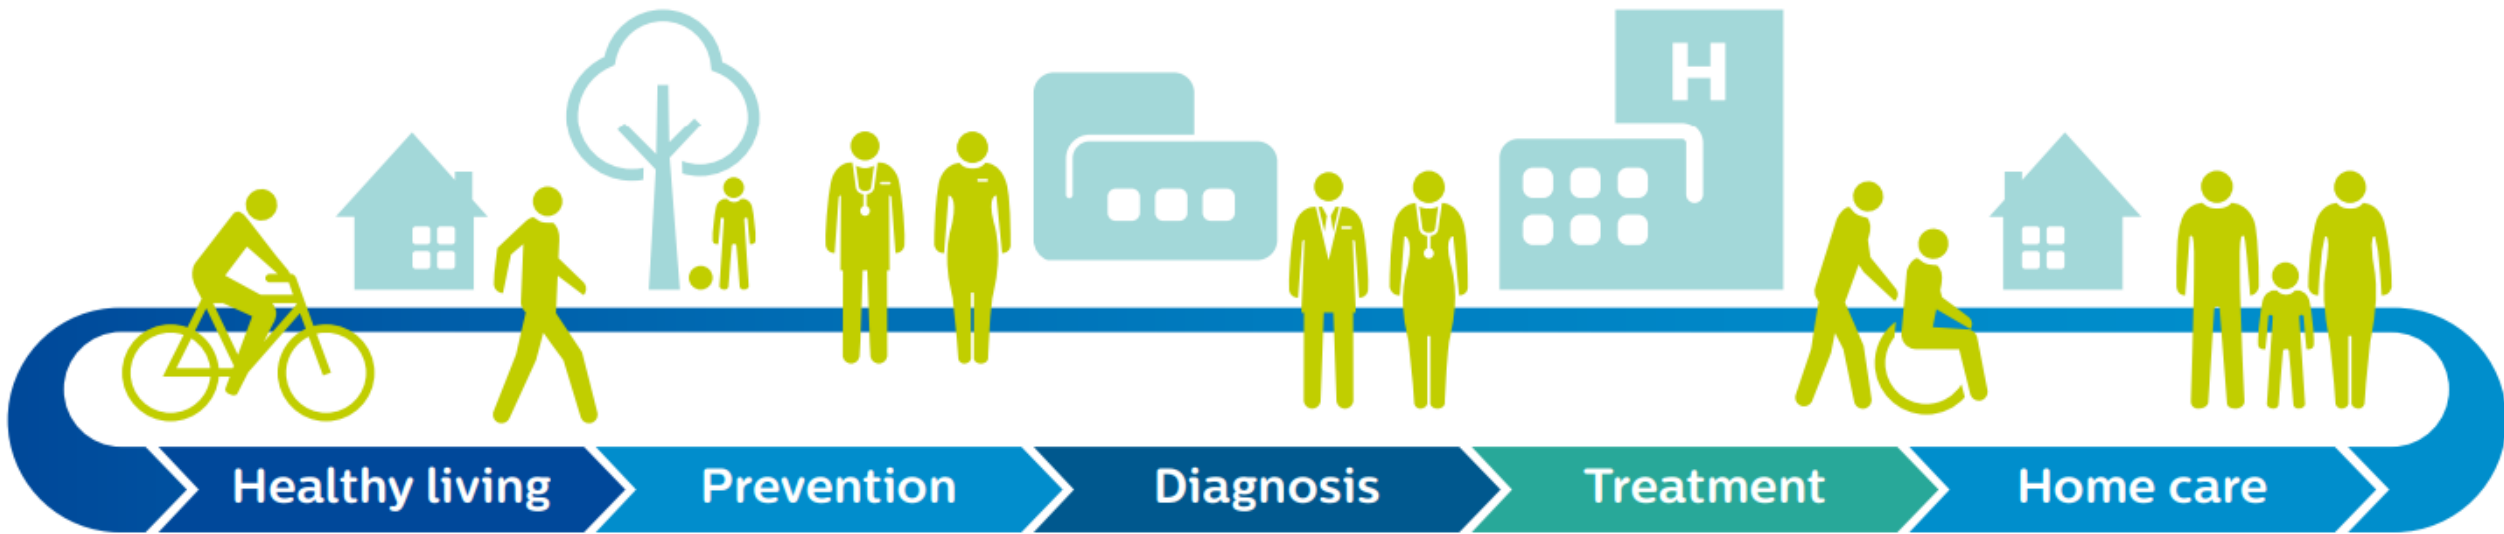 H
Healthy living
Prevention
Diagnosis
Treatment
Home care